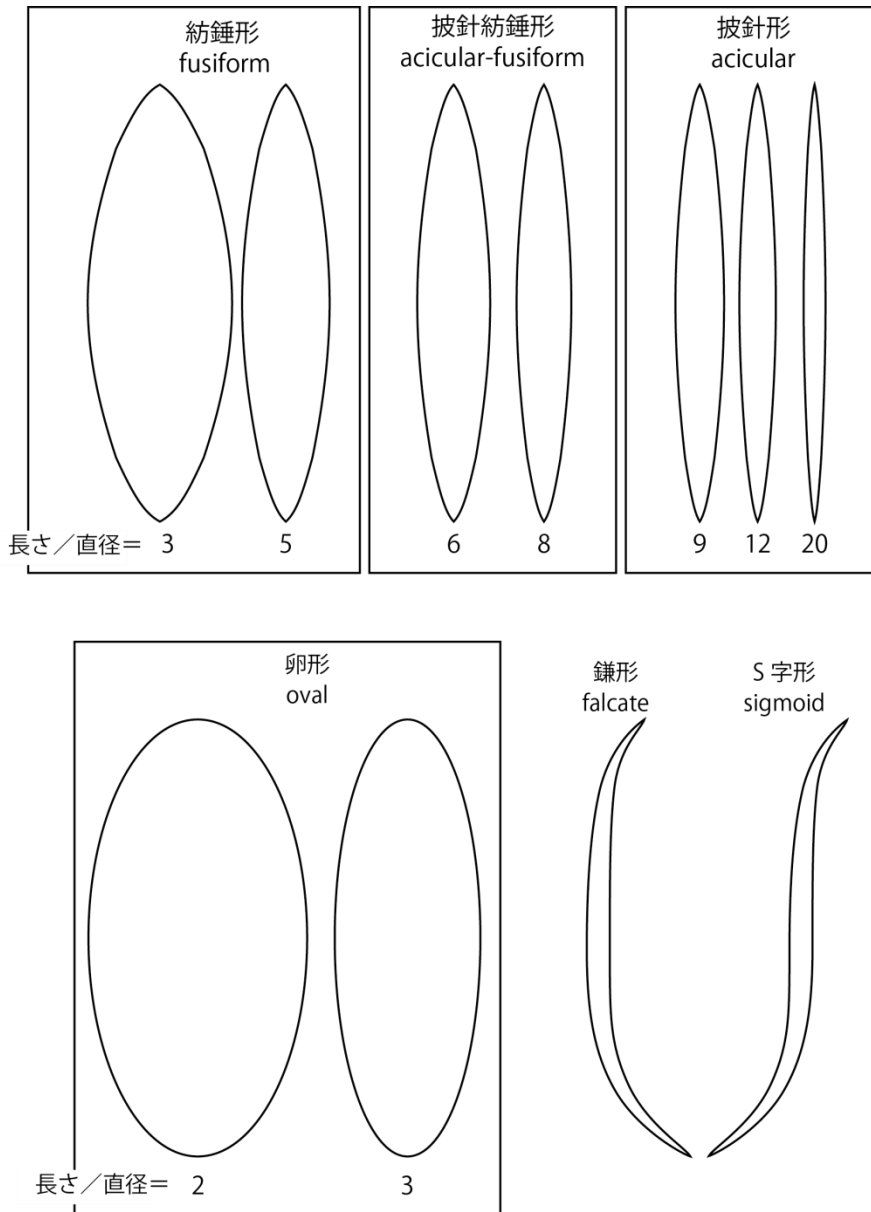 紡錘形
fusiform
披針紡錘形
acicular-fusiform
披針形
acicular
長さ／直径＝ 3 5
6 8
9 12 20
卵形
oval
鎌形
falcate
S 字形
sigmoid
長さ／直径＝ 2 3